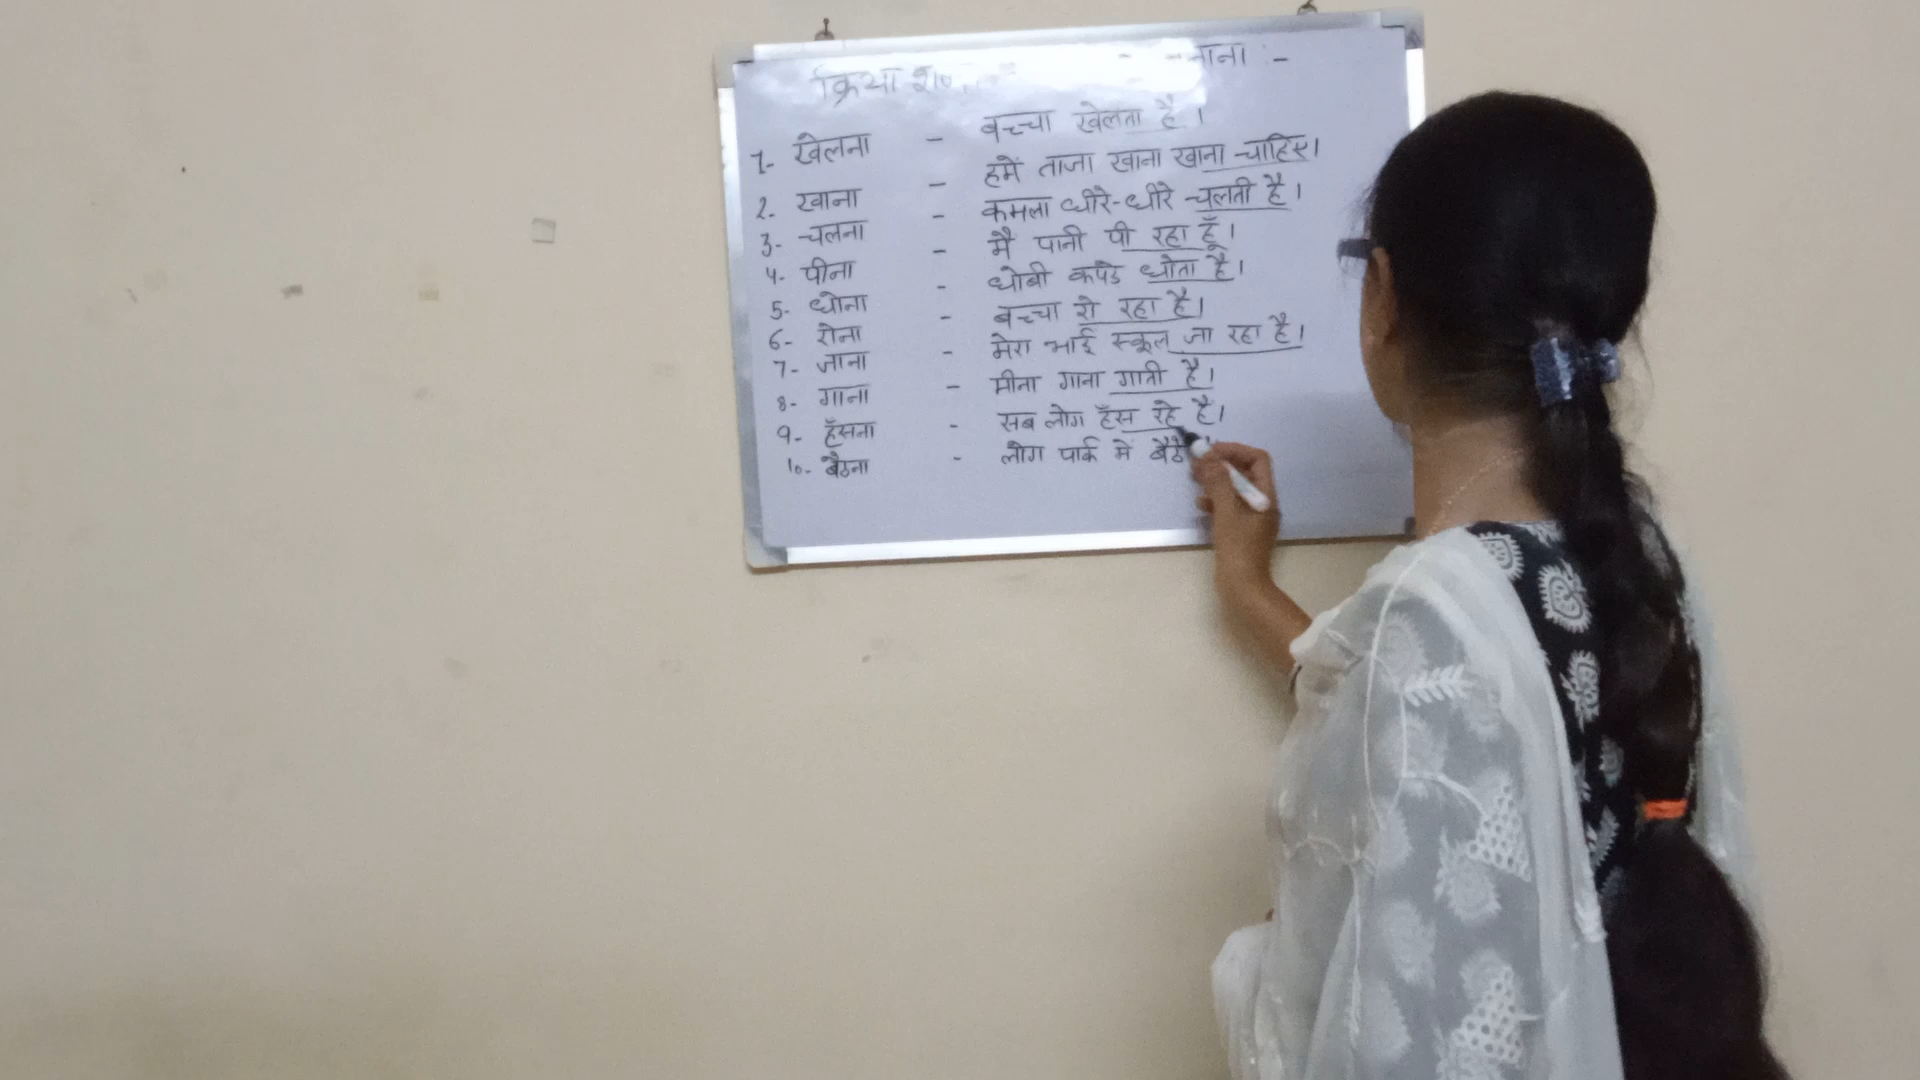 क्रिया
1- खेलना - बच्चा खेलता है।
2. खाना - हमें ताजा खाना खाना चाहिए।
3- चलना - कमला धीरे-धीरे चलती है।
4- पीना - मै पानी पी रहा हूँ।
5- धोना - धोबी कपडे धोता है।
6- रोना - बच्चा रो रहा है।
7- जाना - मेरा भाई स्कूल जा रहा है।
8- गाना - मीना गाना गाती है।
9- हँसना - सब लोग हँस रहे है।
10- बैठना - लोग पार्क में